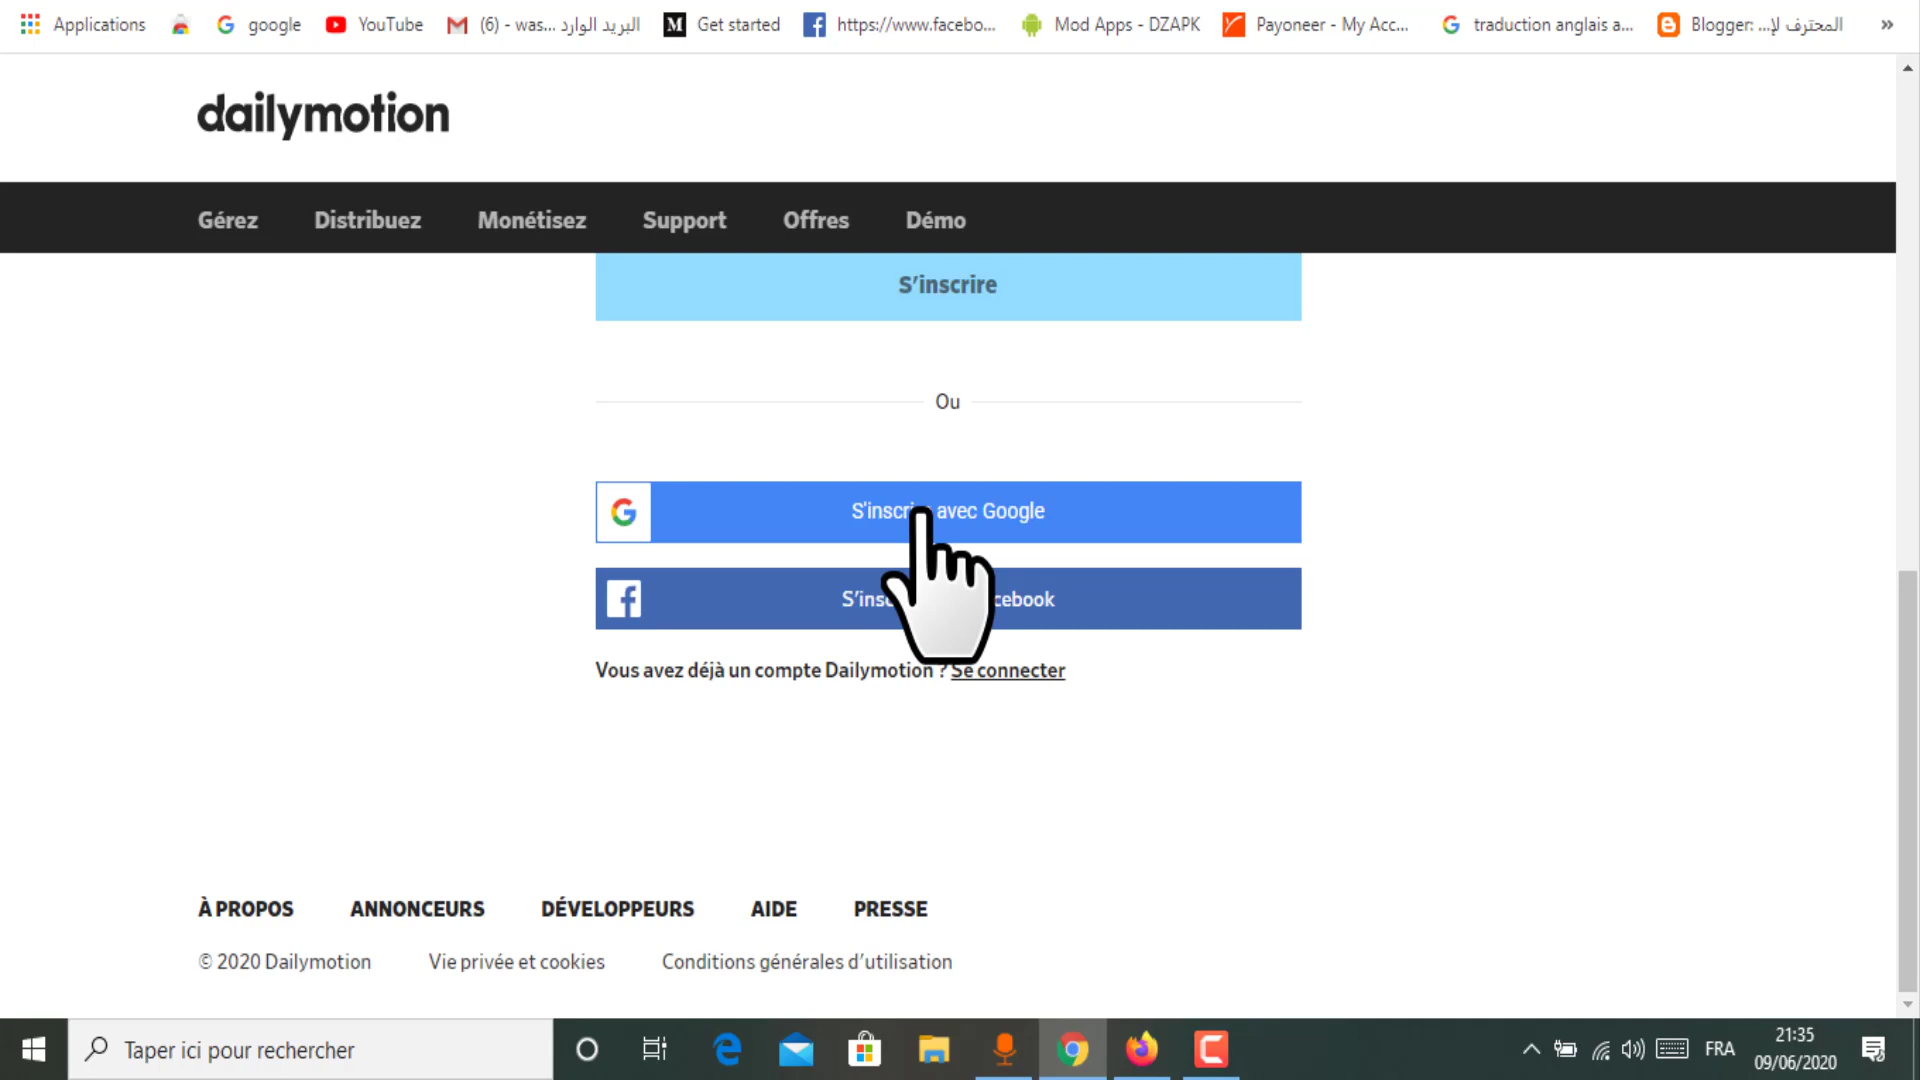 Applications
google
YouTube
(6) - was... البريد الوارد
Get started
https://www.facebo...
Mod Apps - DZAPK
Payoneer - My Acc...
traduction anglais a...
Blogger: ...المحترف لإ
»
dailymotion
Gérez
Distribuez
Monétisez
Support
Offres
Démo
S'inscrire
Ou
S'inscri avec Google
S'insc cebook
Vous avez déjà un compte Dailymotion ? Se connecter
À PROPOS
ANNONCEURS
DÉVELOPPEURS
AIDE
PRESSE
© 2020 Dailymotion
Vie privée et cookies
Conditions générales d'utilisation
Taper ici pour rechercher
FRA
21:35
09/06/2020